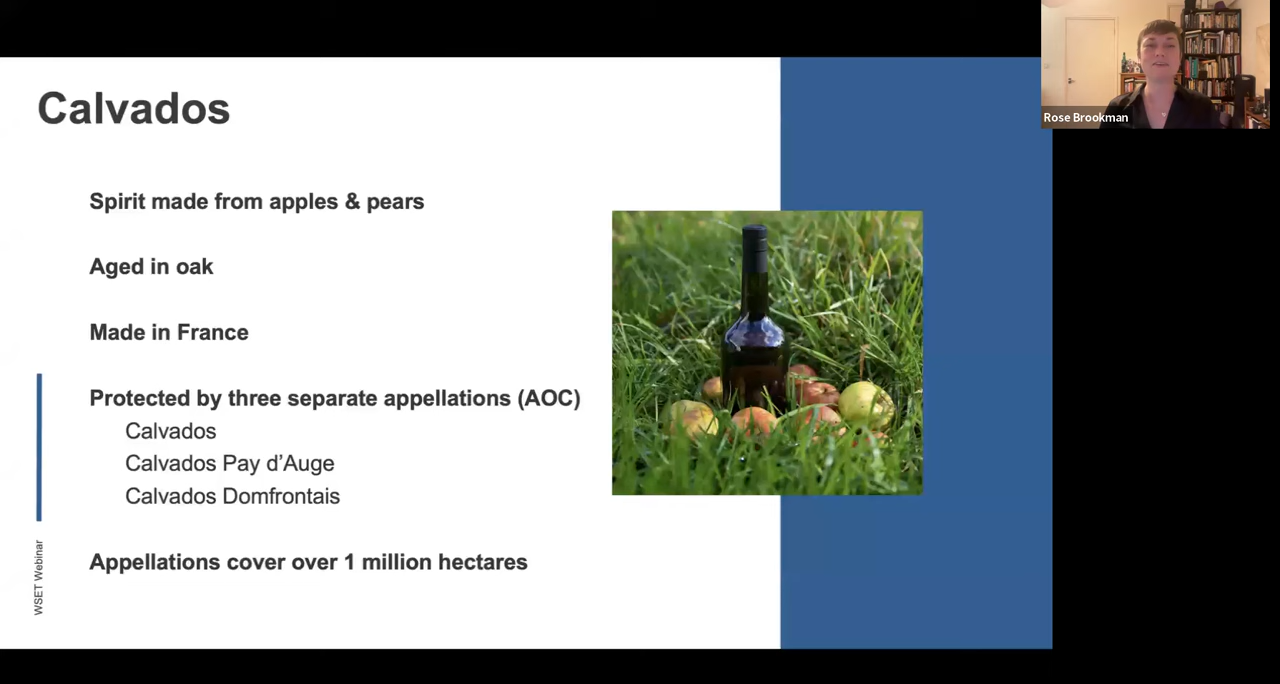 Calvados
Spirit made from apples & pears
Aged in oak
Made in France
Protected by three separate appellations (AOC)
Calvados
Calvados Pay d’Auge
Calvados Domfrontais
Appellations cover over 1 million hectares
WSET Webinar
Rose Brookman